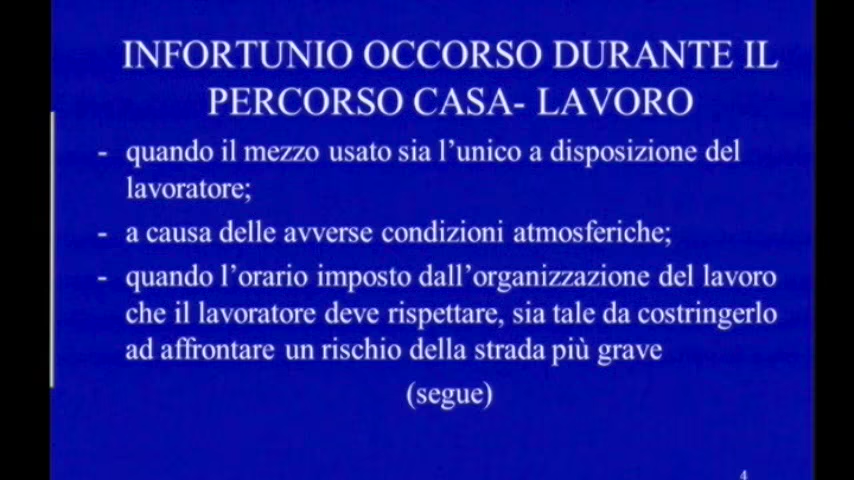 INFORTUNIO OCCORSO DURANTE IL
PERCORSO CASA- LAVORO
- quando il mezzo usato sia l'unico a disposizione del
lavoratore;
- a causa delle avverse condizioni atmosferiche;
- quando l'orario imposto dall'organizzazione del lavoro
che il lavoratore deve rispettare, sia tale da costringerlo
ad affrontare un rischio della strada più grave
(segue)
4